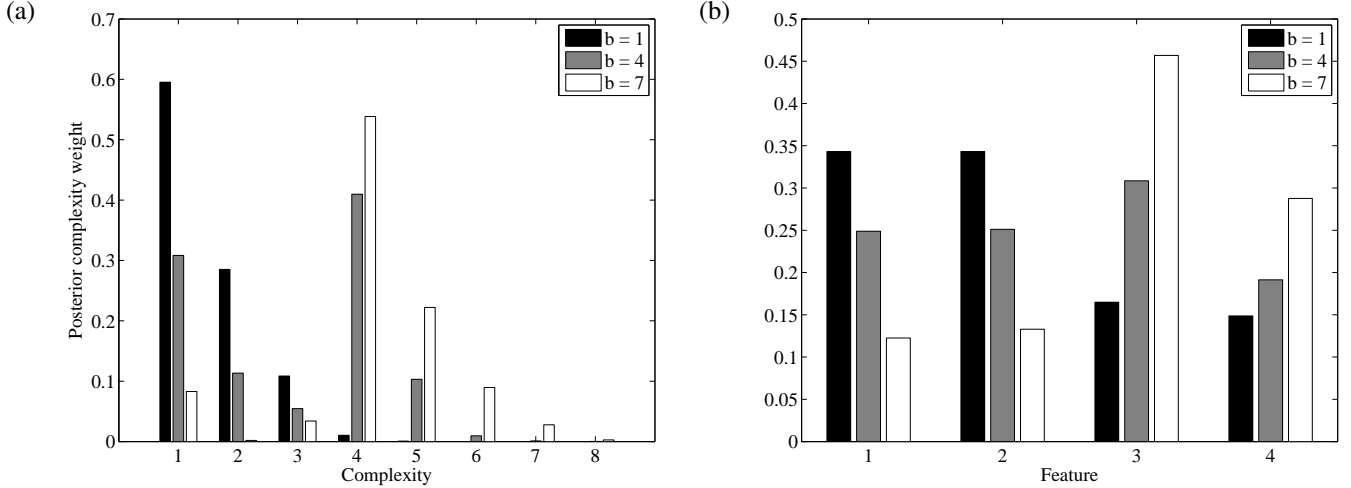 (a)
0.7
0.6
0.5
0.4
0.3
0.2
0.1
0
Posterior complexity weight
1 2 3 4 5 6 7 8
Complexity
b = 1
b = 4
b = 7
(b)
0.5
0.45
0.4
0.35
0.3
0.25
0.2
0.15
0.1
0.05
0
1 2 3 4
Feature
b = 1
b = 4
b = 7